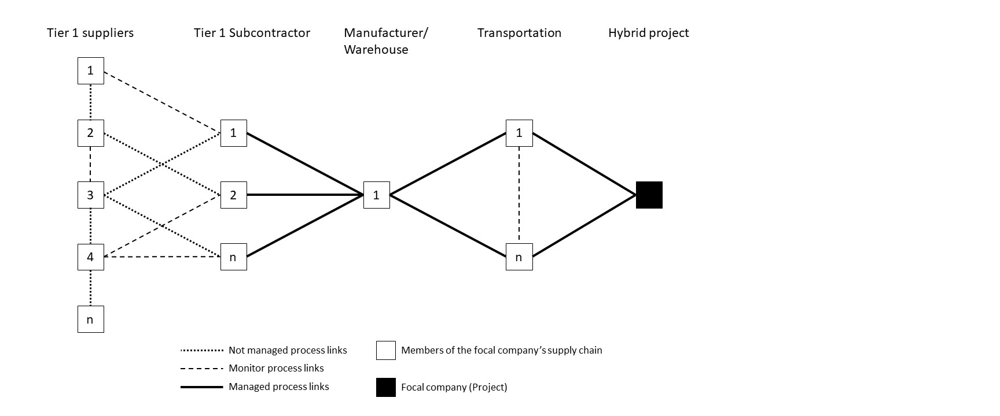 Tier 1 suppliers
Tier 1 Subcontractor
Manufacturer/
Warehouse
Transportation
Hybrid project
1
2
1
1
3
2
1
4
n
n
n
Not managed process links
Members of the focal company's supply chain
Monitor process links
Managed process links
Focal company (Project)